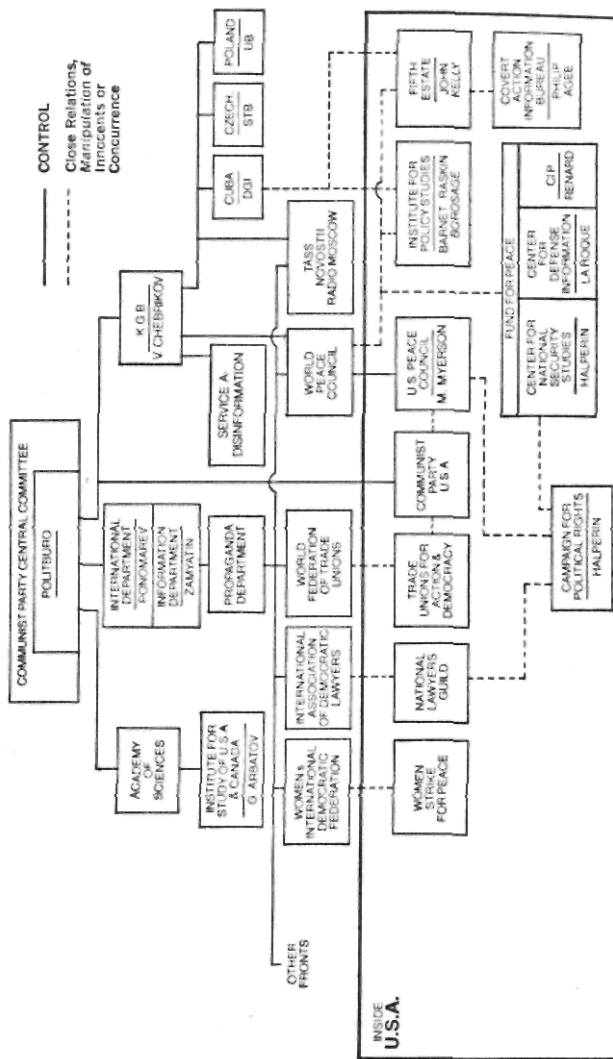 CONTROL
Close Relations,
Manipulation of
Innocents or
Concurrence
COMMUNIST PARTY CENTRAL COMMITTEE
POLITBURO
ACADEMY
OF
SCIENCES
INTERNATIONAL
DEPARTMENT
PONOMAREV
INFORMATION
DEPARTMENT
ZAMYATIN
K G B
V. CHEBRIKOV
INSTITUTE FOR
STUDY OF U.S.A.
& CANADA
G. ARBATOV
PROPAGANDA
DEPARTMENT
SERVICE A-
DISINFORMATION
CUBA
DGI
CZECH.
STB
POLAND
UB
OTHER
FRONTS
WOMEN'S
INTERNATIONAL
DEMOCRATIC
FEDERATION
INTERNATIONAL
ASSOCIATION
OF DEMOCRATIC
LAWYERS
WORLD
FEDERATION
OF TRADE
UNIONS
WORLD
PEACE
COUNCIL
TASS
NOVOSTII
RADIO MOSCOW
INSIDE
U.S.A.
WOMEN
STRIKE
FOR PEACE
NATIONAL
LAWYERS
GUILD
TRADE
UNIONS FOR
ACTION &
DEMOCRACY
COMMUNIST
PARTY
U S A
U.S. PEACE
COUNCIL
M. MYERSON
INSTITUTE FOR
POLICY STUDIES
BARNET RASKIN
BOROSAGE
FIFTH
ESTATE
JOHN
KELLY
CAMPAIGN FOR
POLITICAL RIGHTS
HALPERIN
FUND FOR PEACE
CENTER FOR
NATIONAL
SECURITY
STUDIES
HALPERIN
CENTER
FOR
DEFENSE
INFORMATION
LA ROQUE
CIP
RENARD
COVERT
ACTION
INFORMATION
BUREAU
PHILIP
AGEE